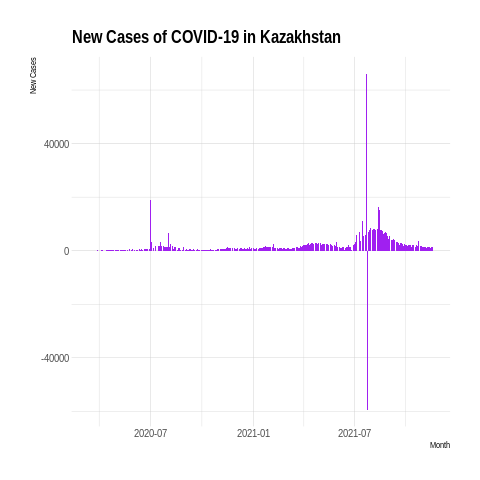 New Cases of COVID-19 in Kazakhstan
New Cases
40000
0
-40000
2020-07
2021-01
2021-07
Month